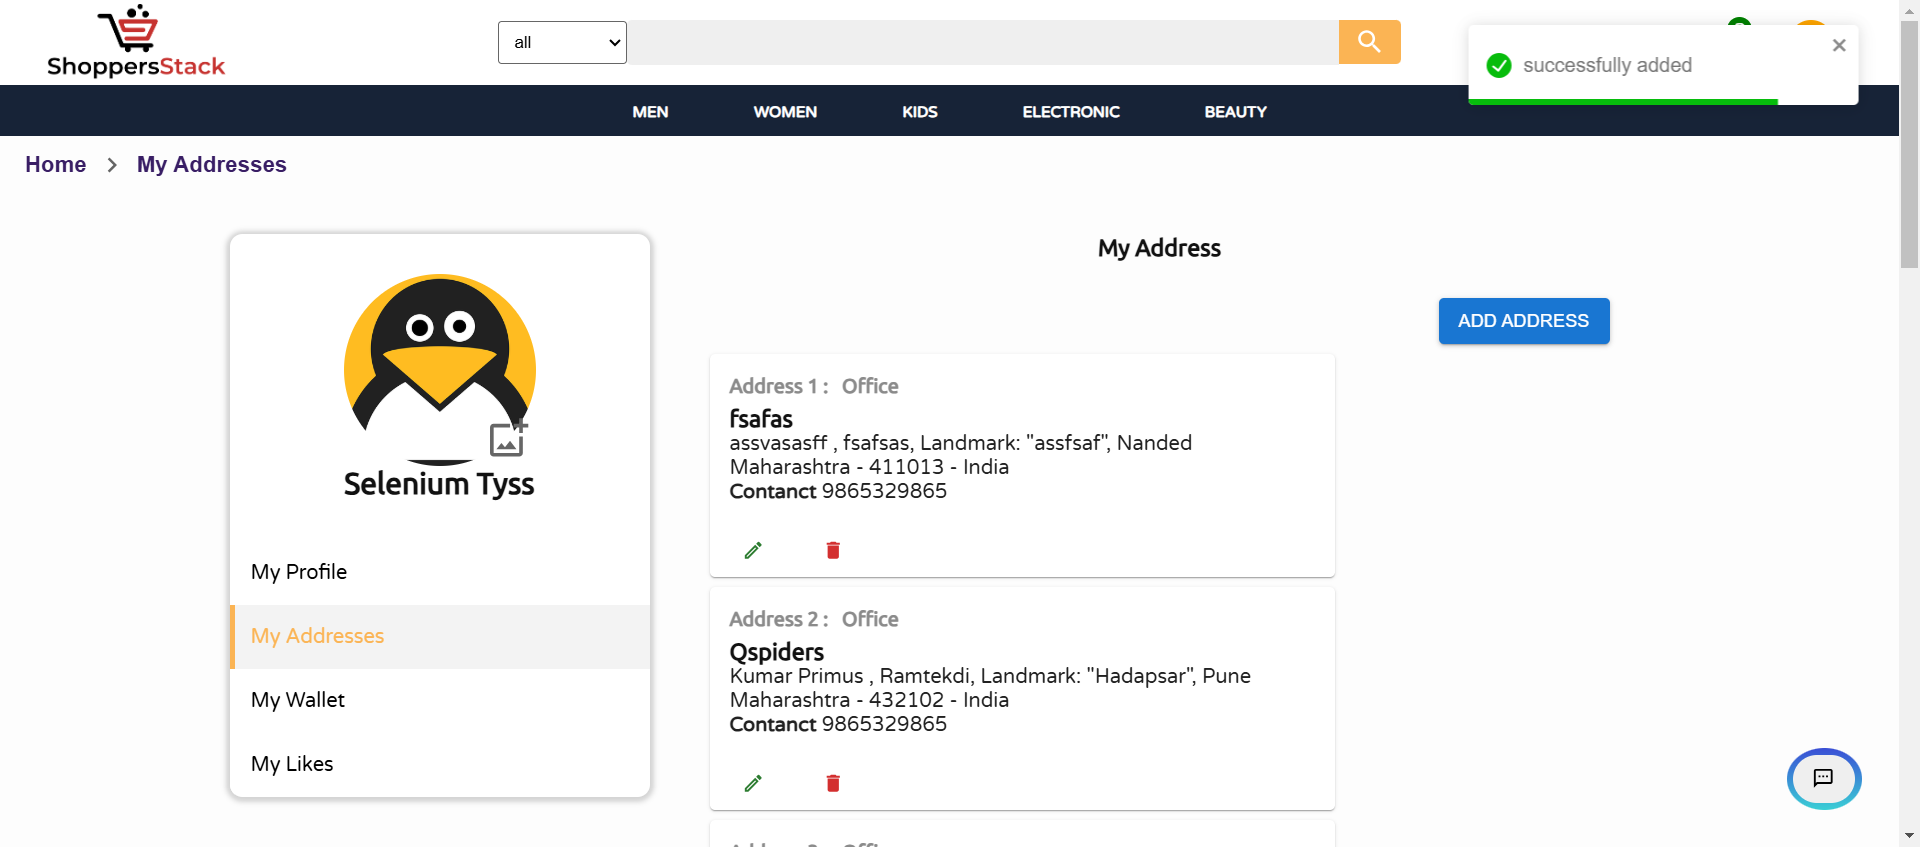 ShoppersStack
all
successfully added
MEN WOMEN KIDS ELECTRONIC BEAUTY
Home > My Addresses
My Address
ADD ADDRESS
Selenium Tyss
My Profile
My Addresses
My Wallet
My Likes
Address 1 : Office
fsafas
assvasasff , fsafsas, Landmark: "assfsaf", Nanded
Maharashtra - 411013 - India
Contanct 9865329865
Address 2 : Office
Qspiders
Kumar Primus , Ramtekdi, Landmark: "Hadapsar", Pune
Maharashtra - 432102 - India
Contanct 9865329865